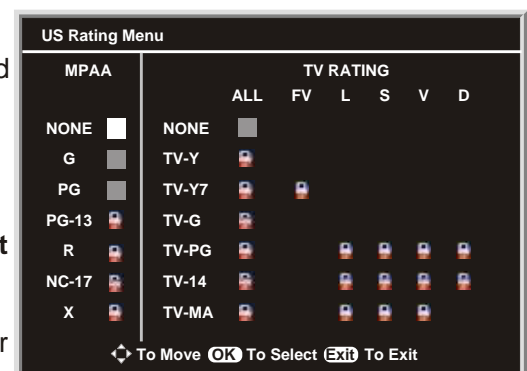 US Rating Menu
MPAA TV RATING
ALL FV L S V D
NONE NONE
G TV-Y
PG TV-Y7
PG-13 TV-G
R TV-PG
NC-17 TV-14
X TV-MA
To Move OK To Select Exit To Exit